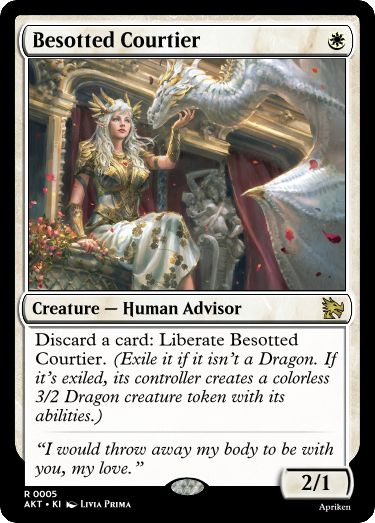 Besotted Courtier
Creature — Human Advisor
Discard a card: Liberate Besotted
Courtier. (Exile it if it isn't a Dragon. If
it's exiled, its controller creates a colorless
3/2 Dragon creature token with its
abilities.)
“I would throw away my body to be with
you, my love.”
2/1
R 0005
AKT • KI Livia Prima
Apriken